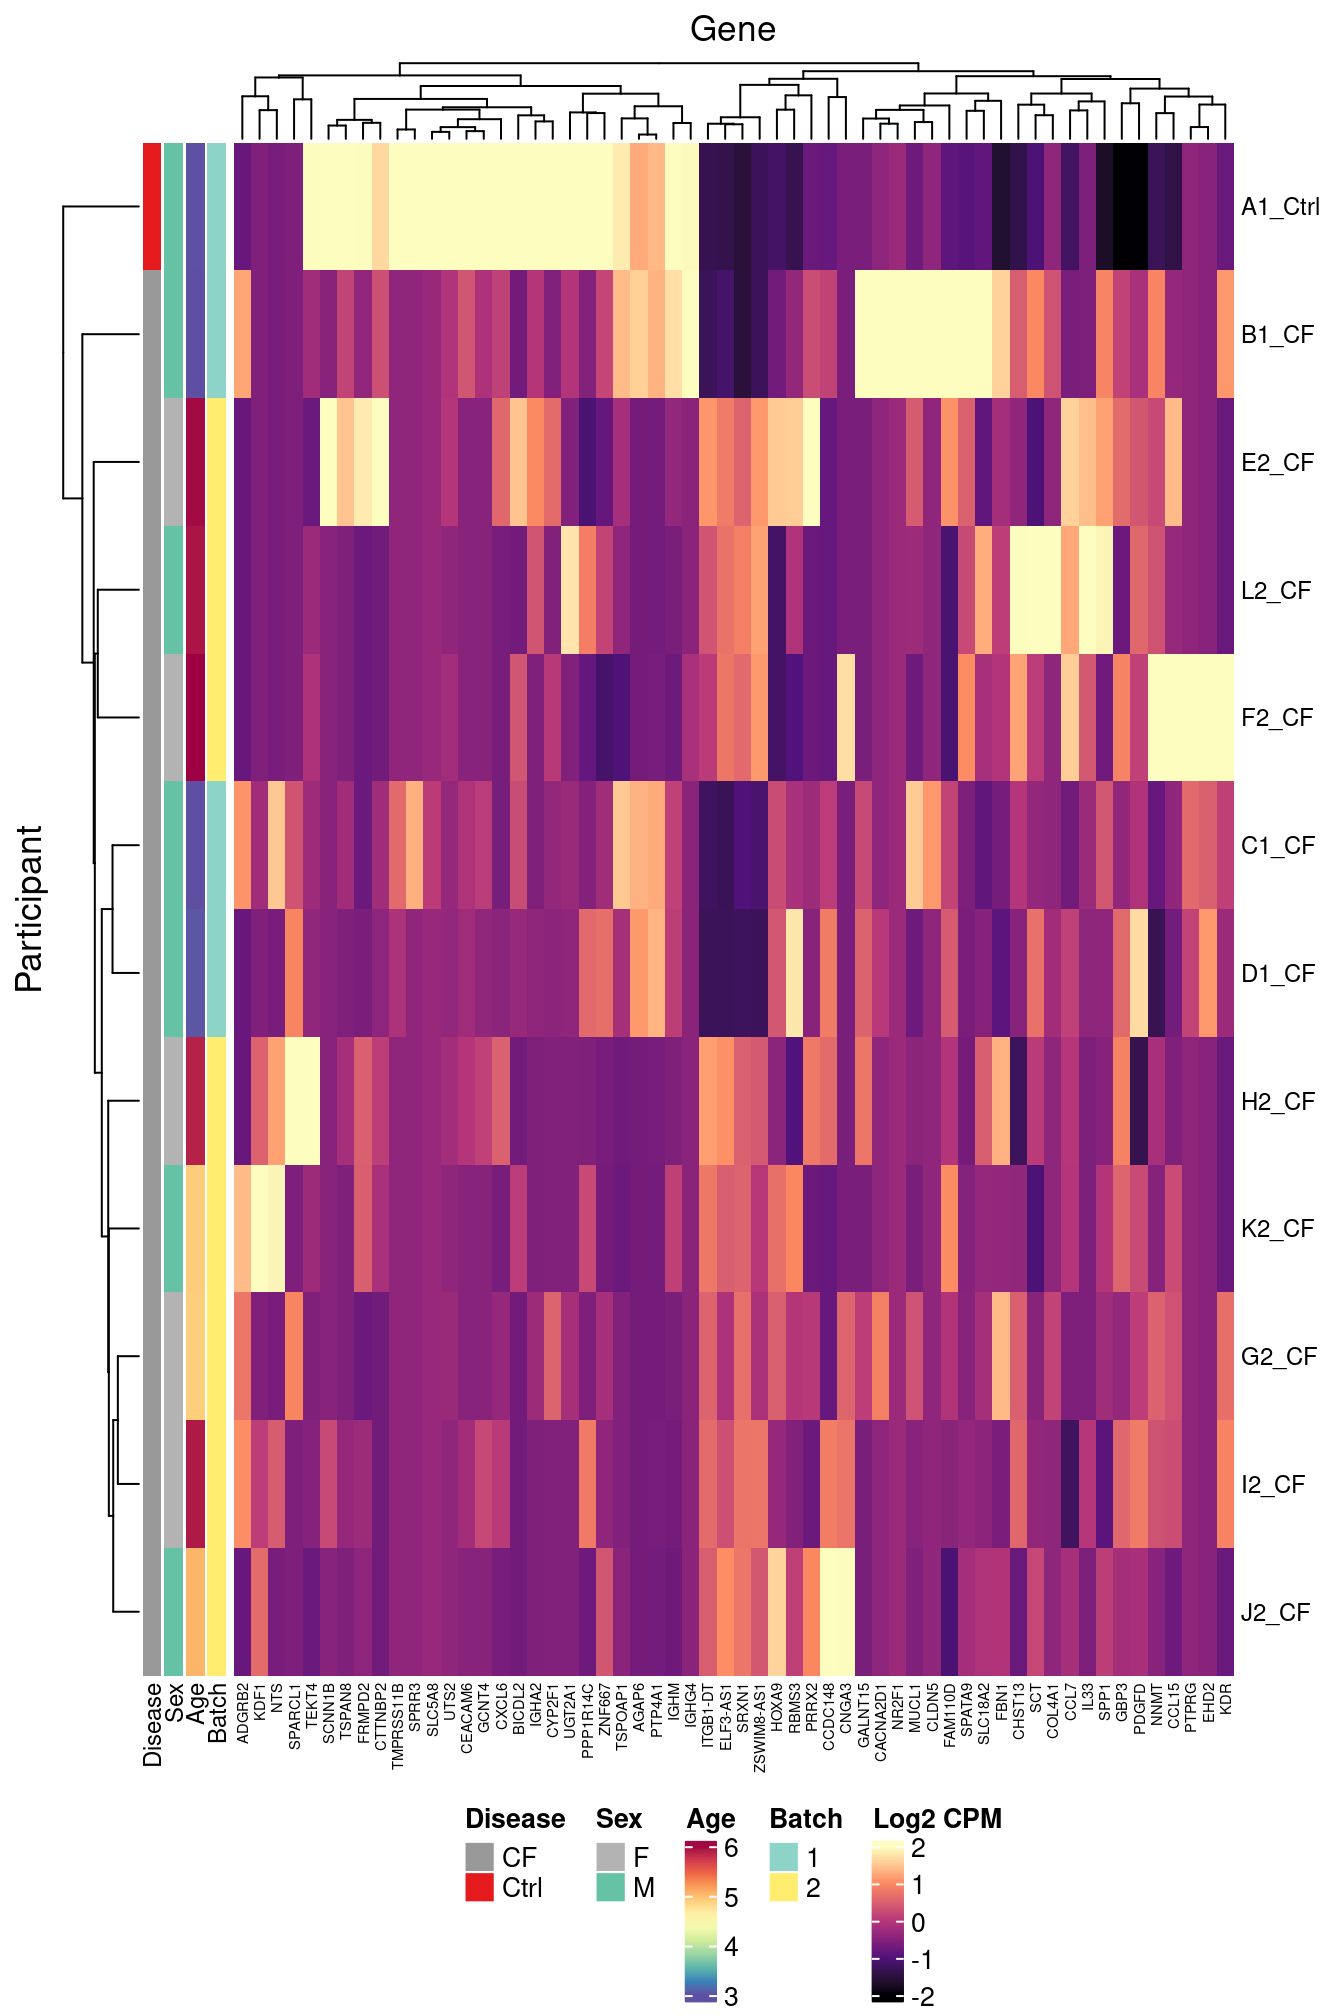 Gene
Participant
A1_Ctrl
B1_CF
E2_CF
L2_CF
F2_CF
C1_CF
D1_CF
H2_CF
K2_CF
G2_CF
I2_CF
J2_CF
Disease
Sex
Age
Batch
ADGRB2
KDF1
NTS
SPARCL1
TEKT4
SCNN1B
TSPAN8
FRMPD2
CTTNBP2
TMPRSS11B
SPRR3
SLC5A8
UTS2
CEACAM6
GCNT4
CXCL6
BICDL2
IGHA2
CYP2F1
UGT2A1
PPP1R14C
ZNF667
TSPOAP1
AGAP6
PTP4A1
IGHM
IGHG4
ITGB1-DT
ELF3-AS1
SRXN1
ZSWIM8-AS1
HOXA9
RBMS3
PRRX2
CCDC148
CNGA3
GALNT15
CACNA2D1
NR2F1
MUCL1
CLDN5
FAM110D
SPATA9
SLC18A2
FBN1
CHST13
SCT
COL4A1
CCL7
IL33
SPP1
GBP3
PDGFD
NNMT
CCL15
PTPRG
EHD2
KDR
Disease
CF
Ctrl
Sex
F
M
Age
6
5
4
3
Batch
1
2
Log2 CPM
2
1
0
-1
-2